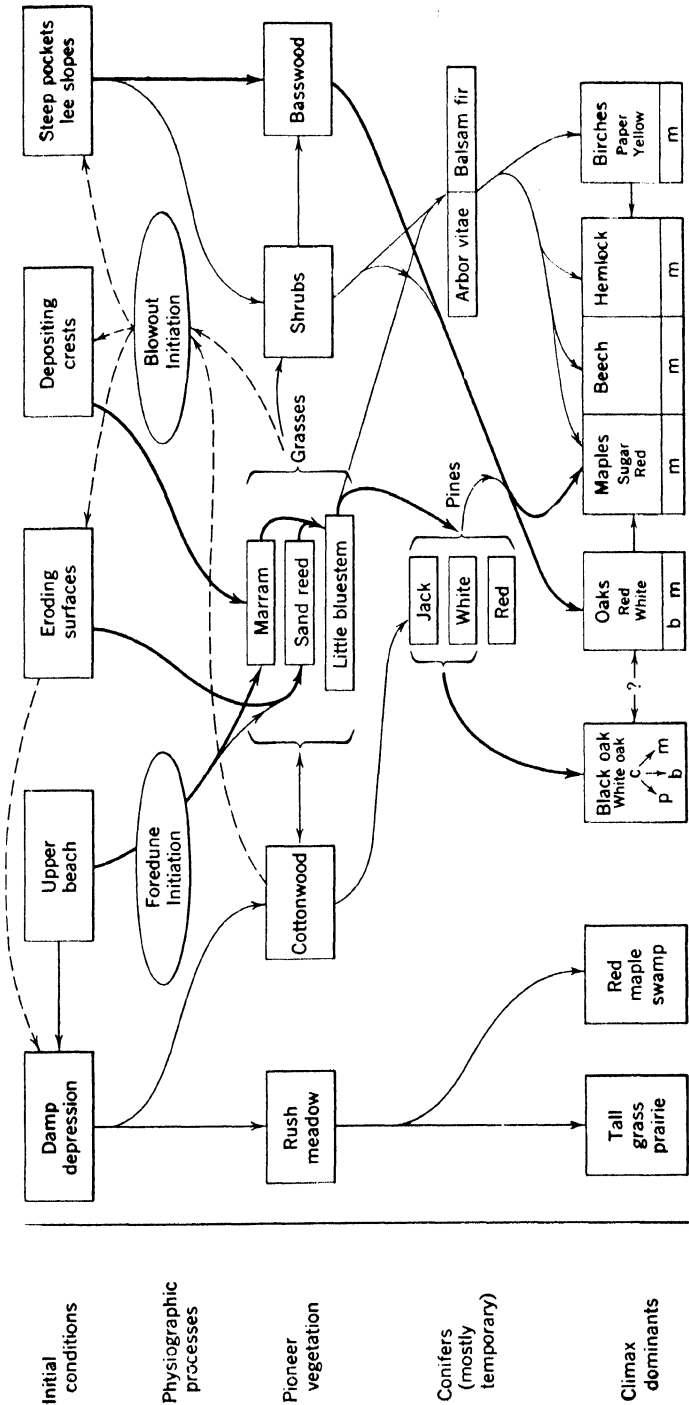 Initial
conditions
Damp
depression
Upper
beach
Eroding
surfaces
Depositing
crests
Steep pockets
lee slopes
Physiographic
processes
Foredune
Initiation
Blowout
Initiation
Pioneer
vegetation
Rush
meadow
Cottonwood
Marram
Sand reed
Little bluestem
Grasses
Shrubs
Basswood
Conifers
(mostly
temporary)
Jack
White
Red
Pines
Arbor vitae
Balsam fir
Climax
dominants
Tall
grass
prairie
Red
maple
swamp
Black oak
White oak
c
p b m
?
Oaks
Red
White
b m
Maples
Sugar
Red
m
Beech
m
Hemlock
m
Birches
Paper
Yellow
m